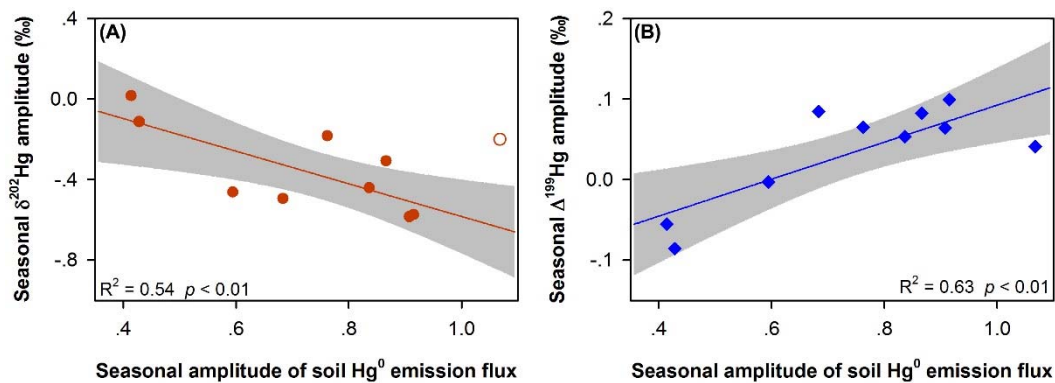 (A)
Seasonal δ²⁰²Hg amplitude (‰)
.4
0.0
-.4
-.8
R² = 0.54 p < 0.01
.4 .6 .8 1.0
Seasonal amplitude of soil Hg⁰ emission flux
(B)
Seasonal Δ¹⁹⁹Hg amplitude (‰)
.2
0.1
0.0
-.1
R² = 0.63 p < 0.01
.4 .6 .8 1.0
Seasonal amplitude of soil Hg⁰ emission flux